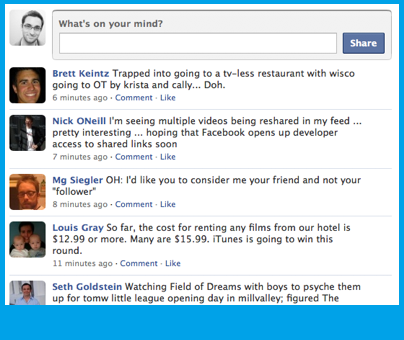 What's on your mind?
Share
Brett Keintz Trapped into going to a tv-less restaurant with wisco
going to OT by krista and cally... Doh.
6 minutes ago · Comment · Like
Nick ONeill I'm seeing multiple videos being reshared in my feed ...
pretty interesting ... hoping that Facebook opens up developer
access to shared links soon
7 minutes ago · Comment · Like
Mg Siegler OH: I'd like you to consider me your friend and not your
"follower"
8 minutes ago · Comment · Like
Louis Gray So far, the cost for renting any films from our hotel is
$12.99 or more. Many are $15.99. iTunes is going to win this
round.
11 minutes ago · Comment · Like
Seth Goldstein Watching Field of Dreams with boys to psyche them
up for tomw little league opening day in millvalley; figured The